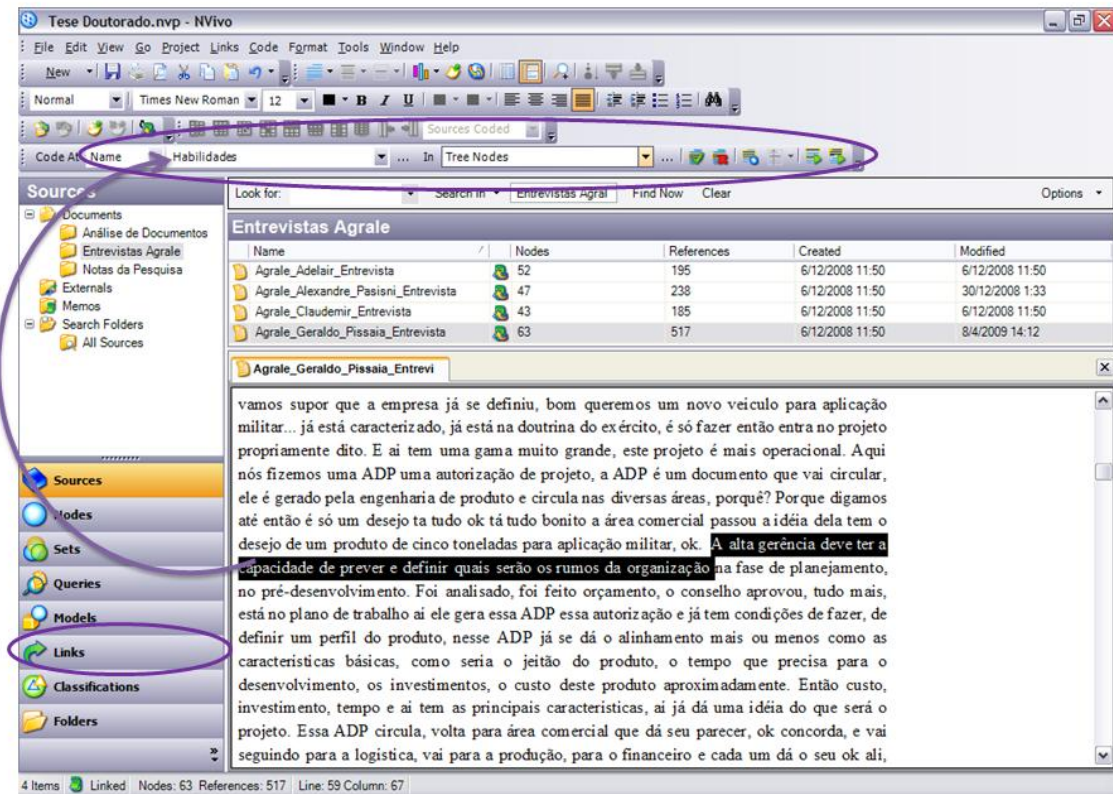 Tese Doutorado.nvp - NVivo
File Edit View Go Project Links Code Format Tools Window Help
New
Normal Times New Roman 12 B I U
Sources Coded
Code At Name Habilidades ... In Tree Nodes ...
Sources
Look for: Search In Entrevistas Agral Find Now Clear Options
Documents
Análise de Documentos
Entrevistas Agrale
Notas da Pesquisa
Externals
Memos
Search Folders
All Sources
Entrevistas Agrale
Name Nodes References Created Modified
Agrale_Adelair_Entrevista 52 195 6/12/2008 11:50 6/12/2008 11:50
Agrale_Alexandre_Pasisni_Entrevista 47 238 6/12/2008 11:50 30/12/2008 1:33
Agrale_Claudemir_Entrevista 43 185 6/12/2008 11:50 6/12/2008 11:50
Agrale_Geraldo_Pissaia_Entrevista 63 517 6/12/2008 11:50 8/4/2009 14:12
Agrale_Geraldo_Pissaia_Entrevi
vamos supor que a empresa já se definiu, bom queremos um novo veiculo para aplicação
militar... já está caracterizado, já está na doutrina do exército, é só fazer então entra no projeto
propriamente dito. E ai tem uma gama muito grande, este projeto é mais operacional. Aqui
nós fizemos uma ADP uma autorização de projeto, a ADP é um documento que vai circular,
ele é gerado pela engenharia de produto e circula nas diversas áreas, porquê? Porque digamos
até então é só um desejo ta tudo ok tá tudo bonito a área comercial passou a idéia dela tem o
desejo de um produto de cinco toneladas para aplicação militar, ok. A alta gerência deve ter a
capacidade de prever e definir quais serão os rumos da organização na fase de planejamento,
no pré-desenvolvimento. Foi analisado, foi feito orçamento, o conselho aprovou, tudo mais,
está no plano de trabalho ai ele gera essa ADP essa autorização e já tem condições de fazer, de
definir um perfil do produto, nesse ADP já se dá o alinhamento mais ou menos como as
características básicas, como seria o jeitão do produto, o tempo que precisa para o
desenvolvimento, os investimentos, o custo deste produto aproximadamente. Então custo,
investimento, tempo e ai tem as principais características, ai já dá uma idéia do que será o
projeto. Essa ADP circula, volta para área comercial que dá seu parecer, ok concorda, e vai
seguindo para a logística, vai para a produção, para o financeiro e cada um dá o seu ok ali,
Sources
Nodes
Sets
Queries
Models
Links
Classifications
Folders
4 Items Linked Nodes: 63 References: 517 Line: 59 Column: 67